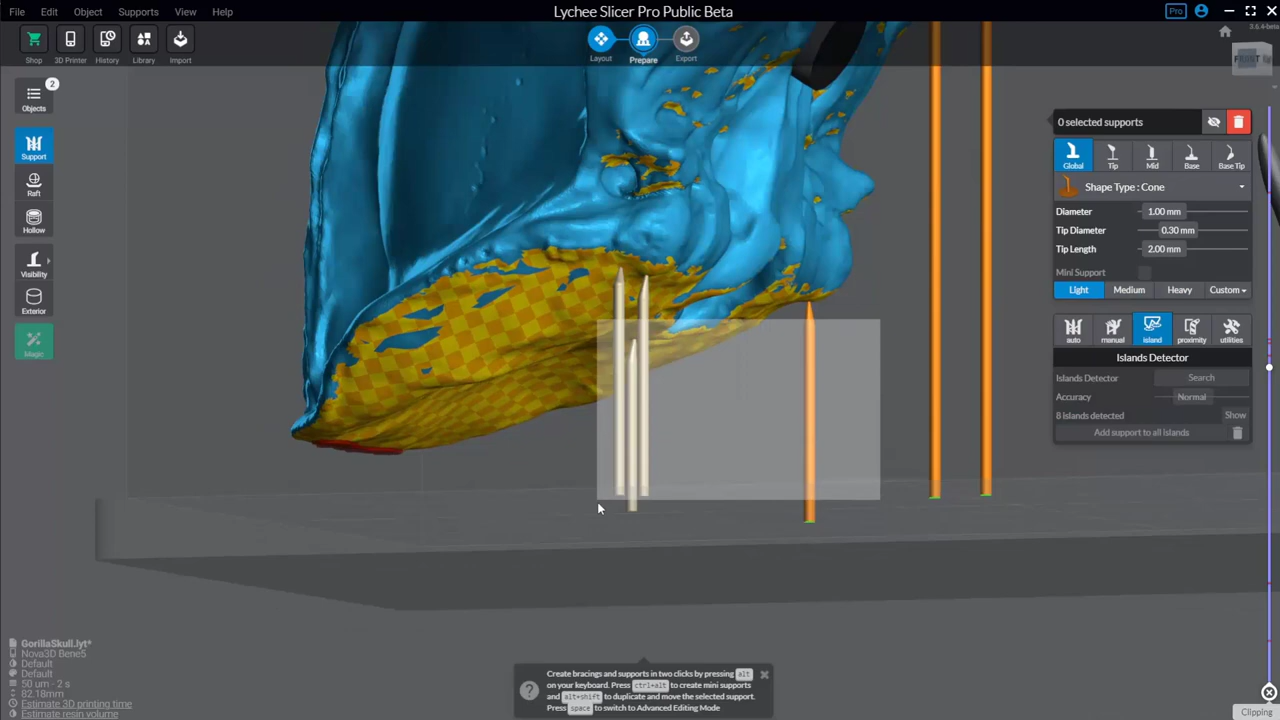 File Edit Object Supports View Help
Lychee Slicer Pro Public Beta
Pro
3.6.4-beta
Shop 3D Printer History Library Import
Layout Prepare Export
FRONT
2
Objects
Support
Raft
Hollow
Visibility
Exterior
Magic
0 selected supports
Global Tip Mid Base Base Tip
Shape Type : Cone
Diameter 1.00 mm
Tip Diameter 0.30 mm
Tip Length 2.00 mm
Mini Support
Light Medium Heavy Custom
auto manual island proximity utilities
Islands Detector
Islands Detector Search
Accuracy Normal
8 islands detected Show
Add support to all islands
GorillaSkull.lyt*
Nova3D Bene5
Default
Default
50 um - 2 s
82.18mm
Estimate 3D printing time
Estimate resin volume
Create bracings and supports in two clicks by pressing alt
on your keyboard. Press ctrl+alt to create mini supports
and alt+shift to duplicate and move the selected support.
Press space to switch to Advanced Editing Mode
Clipping